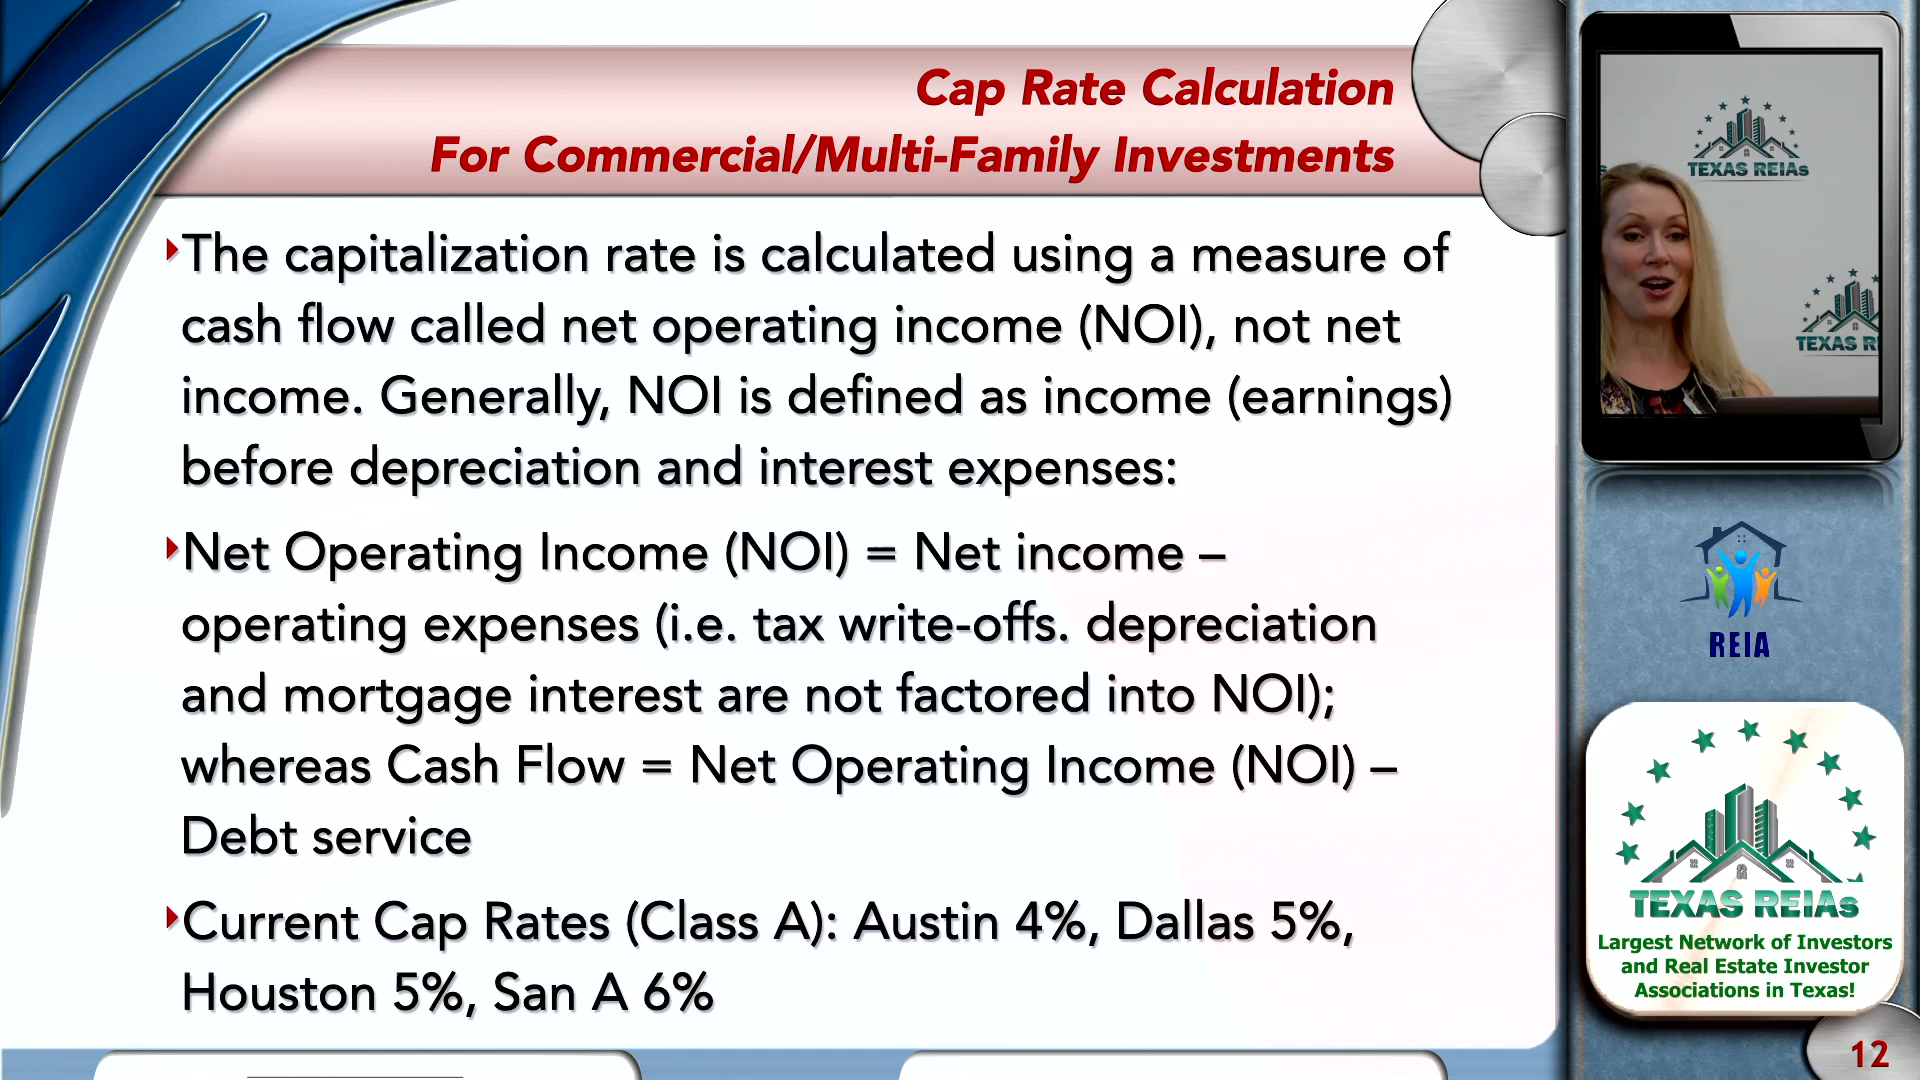 Cap Rate Calculation
For Commercial/Multi-Family Investments
The capitalization rate is calculated using a measure of
cash flow called net operating income (NOI), not net
income. Generally, NOI is defined as income (earnings)
before depreciation and interest expenses:
Net Operating Income (NOI) = Net income –
operating expenses (i.e. tax write-offs. depreciation
and mortgage interest are not factored into NOI);
whereas Cash Flow = Net Operating Income (NOI) –
Debt service
Current Cap Rates (Class A): Austin 4%, Dallas 5%,
Houston 5%, San A 6%
TEXAS REIAs
TEXAS R
REIA
TEXAS REIAs
Largest Network of Investors
and Real Estate Investor
Associations in Texas!
12